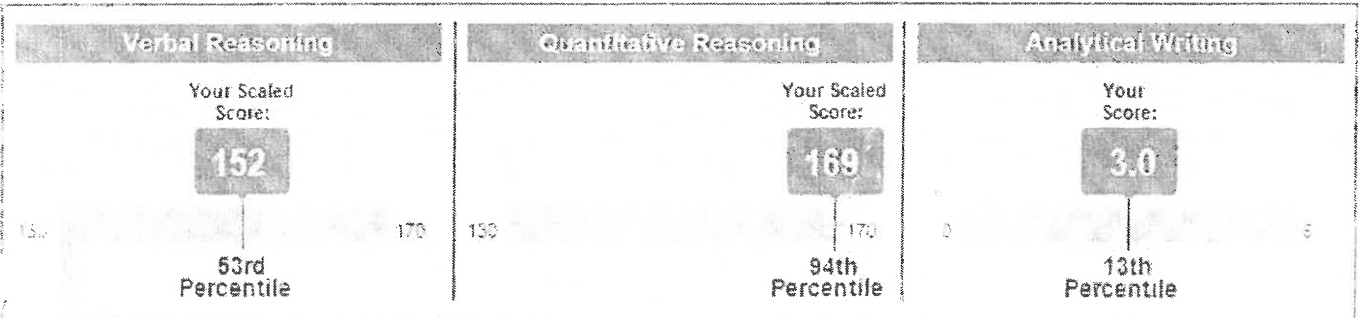 Verbal Reasoning
Your Scaled
Score:
152
170
53rd
Percentile
Quantitative Reasoning
Your Scaled
Score:
169
130
170
94th
Percentile
Analytical Writing
Your
Score:
3.0
0
6
13th
Percentile